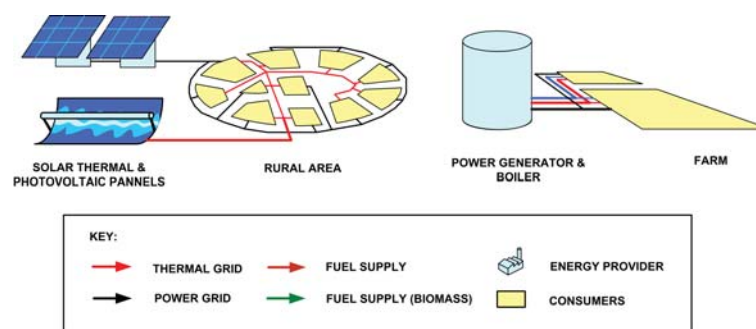 SOLAR THERMAL &
PHOTOVOLTAIC PANNELS
RURAL AREA
POWER GENERATOR &
BOILER
FARM
KEY:
THERMAL GRID
FUEL SUPPLY
ENERGY PROVIDER
POWER GRID
FUEL SUPPLY (BIOMASS)
CONSUMERS